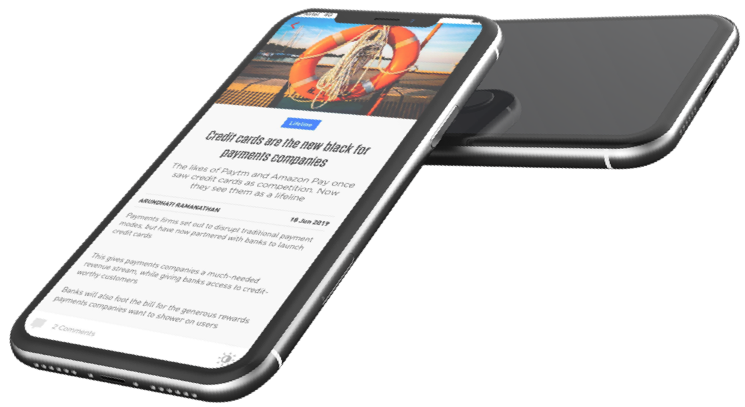 4G
Lifeline
Credit cards are the new black for
payments companies
The likes of Paytm and Amazon Pay once
saw credit cards as competition. Now
they see them as a lifeline
ARUNDHATI RAMANATHAN
18 Jun 2019
Payments firms set out to disrupt traditional payment
modes, but have now partnered with banks to launch
credit cards
This gives payments companies a much-needed
revenue stream, while giving banks access to credit-
worthy-customers
Banks will also foot the bill for the generous rewards
payments companies want to shower on users
2 Comments